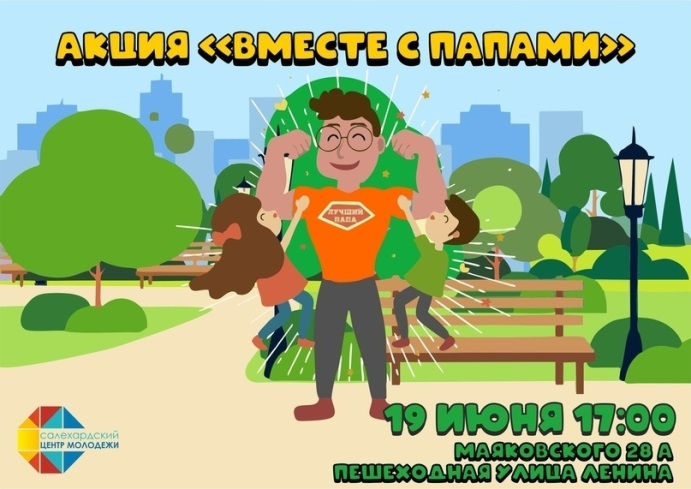 АКЦИЯ <<ВМЕСТЕ С ПАПАМИ>>
ЛУЧШИЙ
ПАПА
19 ИЮНЯ 17:00
МАЯКОВСКОГО 28 А
ПЕШЕХОДНАЯ УЛИЦА ЛЕНИНА
САЛЕХАРДСКИЙ
ЦЕНТР МОЛОДЕЖИ